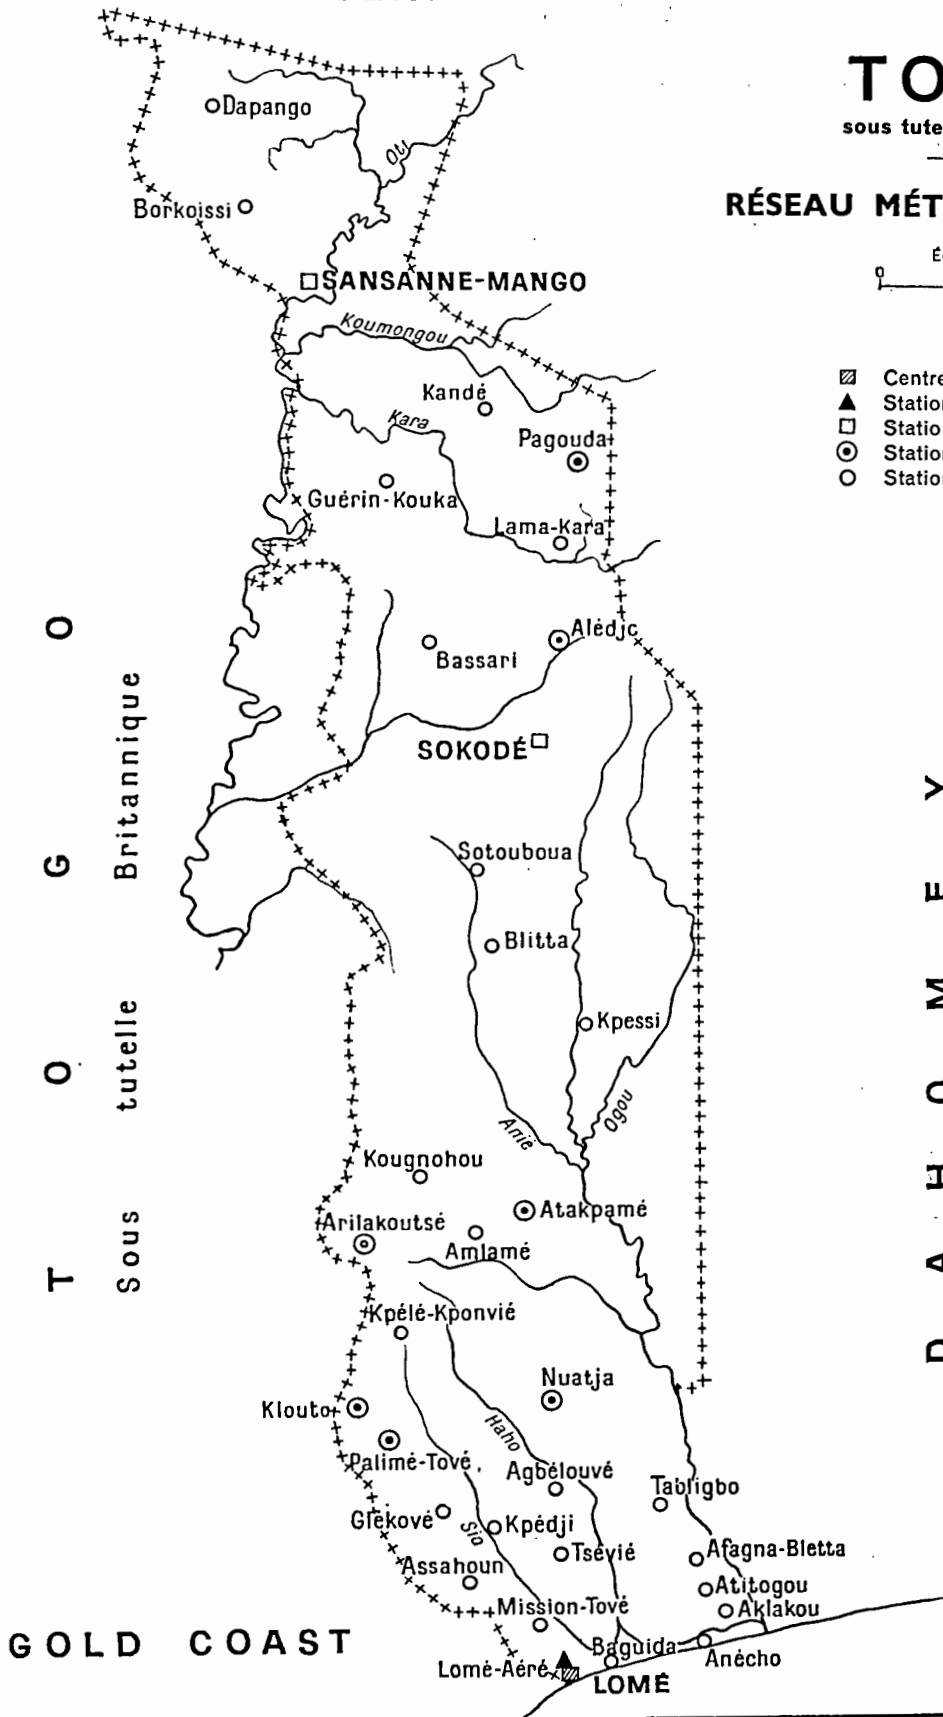 TO
sous tute
RÉSEAU MÉT
É
0
Centre
Station
Station
Station
Station
Dapango
Oti
Borkoissi
SANSANNE-MANGO
Koumongou
Kandé
Kara
Pagouda
Guérin-Kouka
Lama-Kara
Alédjo
Bassari
SOKODÉ
Sotouboua
Blitta
Kpessi
Ogou
Anié
Kougnohou
Atakpamé
Arilakoutsé
Amlamé
Kpélé-Kponvié
Nuatja
Klouto
Haho
Palimé-Tové
Agbélouvé
Tabligbo
Glékové
Sio
Kpédji
Tsévié
Afagna-Bletta
Assahoun
Atitogou
Mission-Tové
Aklakou
Baguida
Anécho
Lomé-Aéré
LOMÉ
GOLD COAST
TOGO
Sous tutelle Britannique
DAHOMEY